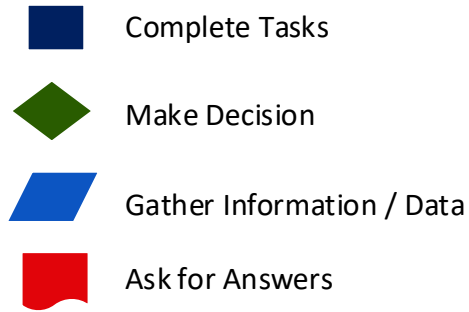 Complete Tasks
Make Decision
Gather Information / Data
Ask for Answers